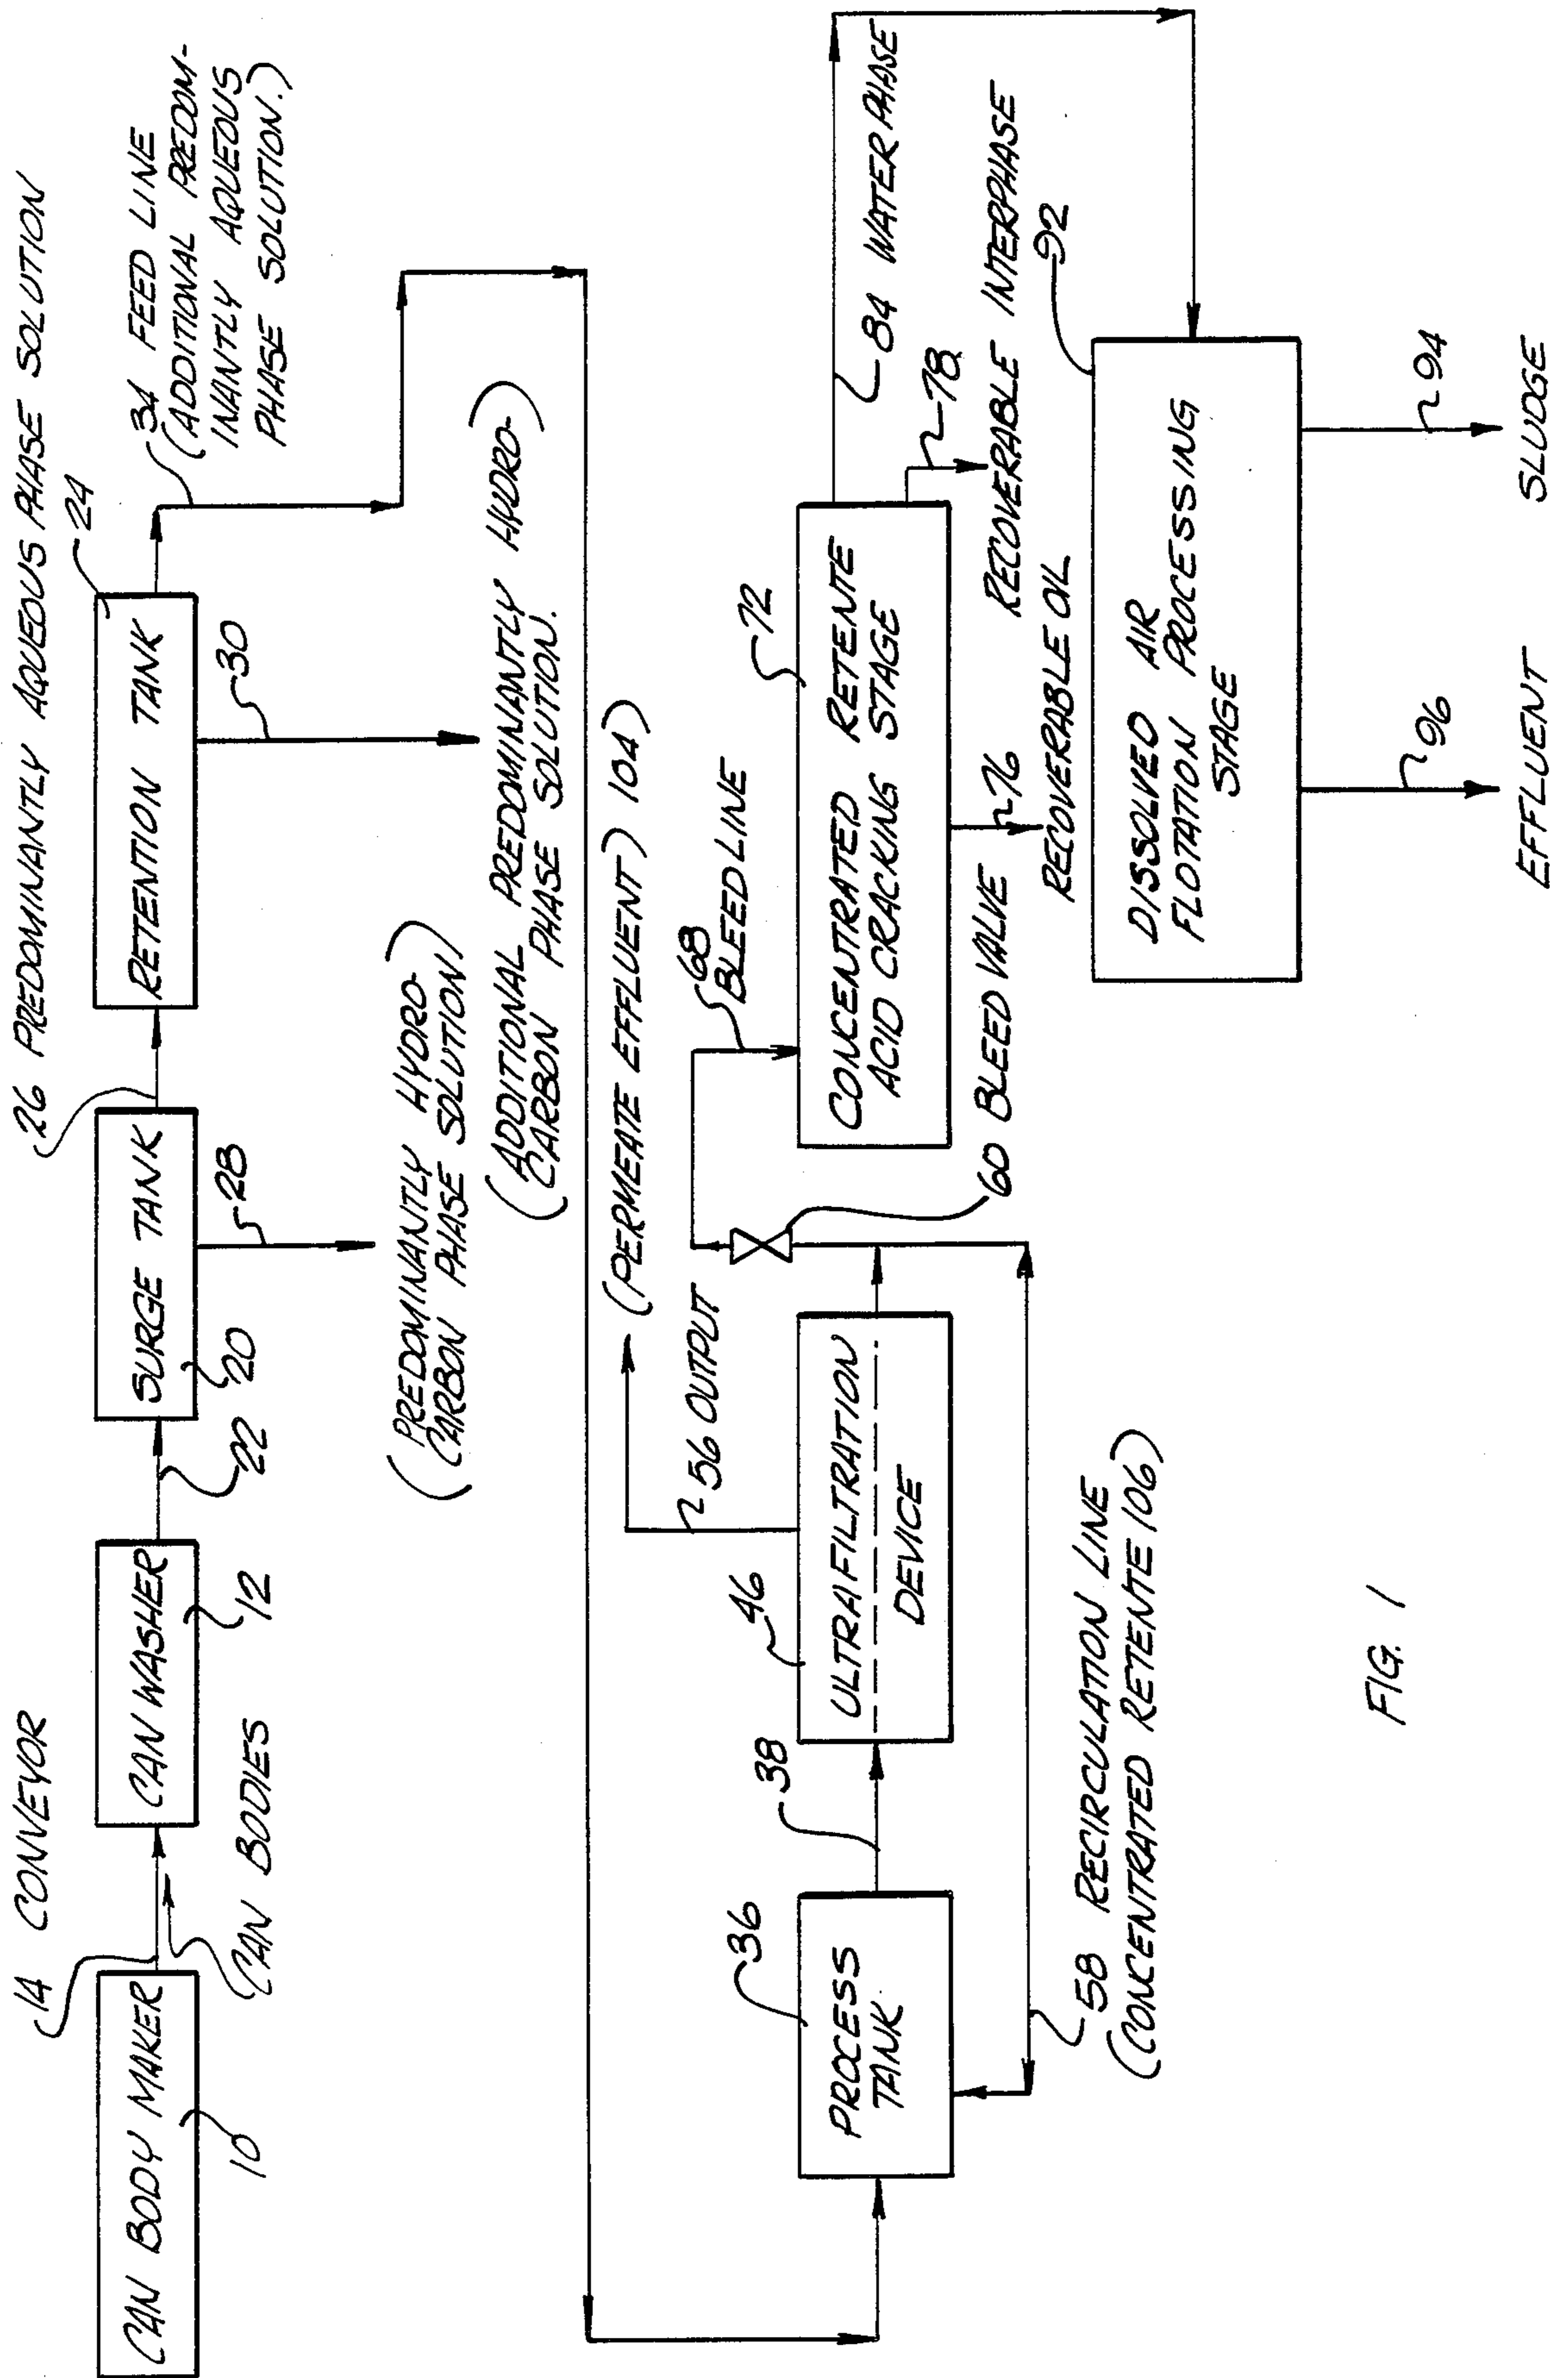 14 CONVEYOR
26 PREDOMINANTLY AQUEOUS PHASE SOLUTION
CAN BODY MAKER
10
CAN BODIES
CAN WASHER
12
22
SURGE TANK
20
28
RETENTION TANK
24
30
34 FEED LINE
(ADDITIONAL PREDOM-
INANTLY AQUEOUS
PHASE SOLUTION.)
(PREDOMINANTLY HYDRO-
CARBON PHASE SOLUTION)
(ADDITIONAL PREDOMINANTLY HYDRO-)
CARBON PHASE SOLUTION.
(PERMEATE EFFLUENT) 104
56 OUTPUT
68
BLEED LINE
PROCESS
TANK
36
38
46
ULTRAFILTRATION
DEVICE
60 BLEED VALVE
58 RECIRCULATION LINE
(CONCENTRATED RETENTE 106)
CONCENTRATED RETENTE
ACID CRACKING STAGE
72
76
RECOVERABLE OIL
78
RECOVERABLE INTERPHASE
84 WATER PHASE
92
DISSOLVED AIR
FLOTATION PROCESSING
STAGE
96
EFFLUENT
94
SLUDGE
FIG. 1